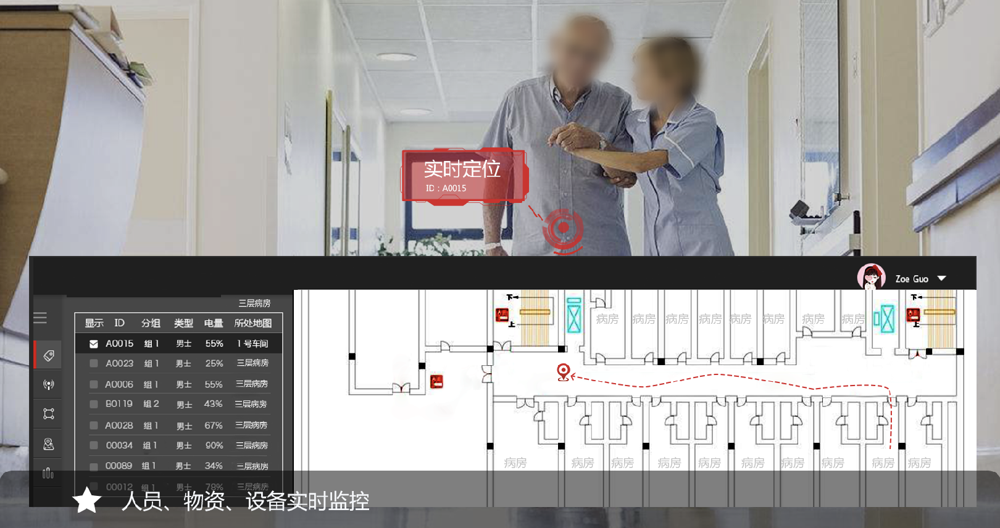 实时定位
ID : A0015
Zoe Guo
三层病房
显示 ID 分组 类型 电量 所处地图
A0015 组 1 男士 55% 1 号车间
A0023 组 1 男士 25% 三层病房
A0006 组 1 男士 55% 三层病房
B0119 组 2 男士 43% 三层病房
A0028 组 1 男士 67% 三层病房
00034 组 1 男士 90% 三层病房
00089 组 1 男士 34% 三层病房
00012 组 1 男士 78% 三层病房
下 下
病房 病房 病房 病房 病房 病房 病房 病房
上 上
病房 病房 病房 病房 病房 病房 病房 病房 病房 病房
人员、物资、设备实时监控